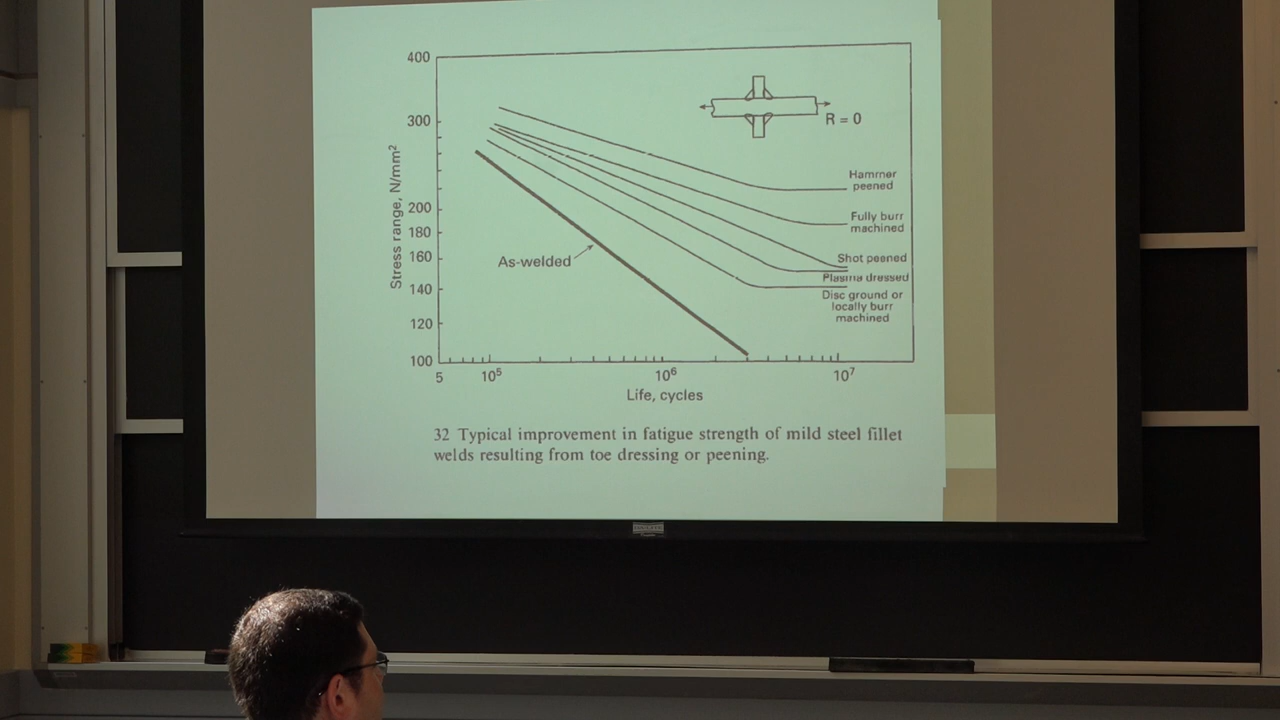 400
300
200
180
160
140
120
100
Stress range, N/mm²
R = 0
Hammer
peened
Fully burr
machined
Shot peened
Plasma dressed
Disc ground or
locally burr
machined
As-welded
5 10⁵ 10⁶ 10⁷
Life, cycles
32 Typical improvement in fatigue strength of mild steel fillet
welds resulting from toe dressing or peening.